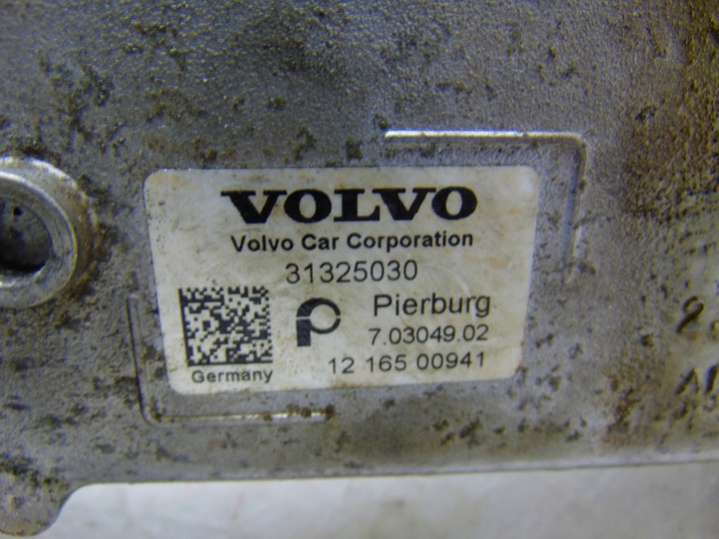 VOLVO
Volvo Car Corporation
31325030
Pierburg
7.03049.02
Germany
12 165 00941